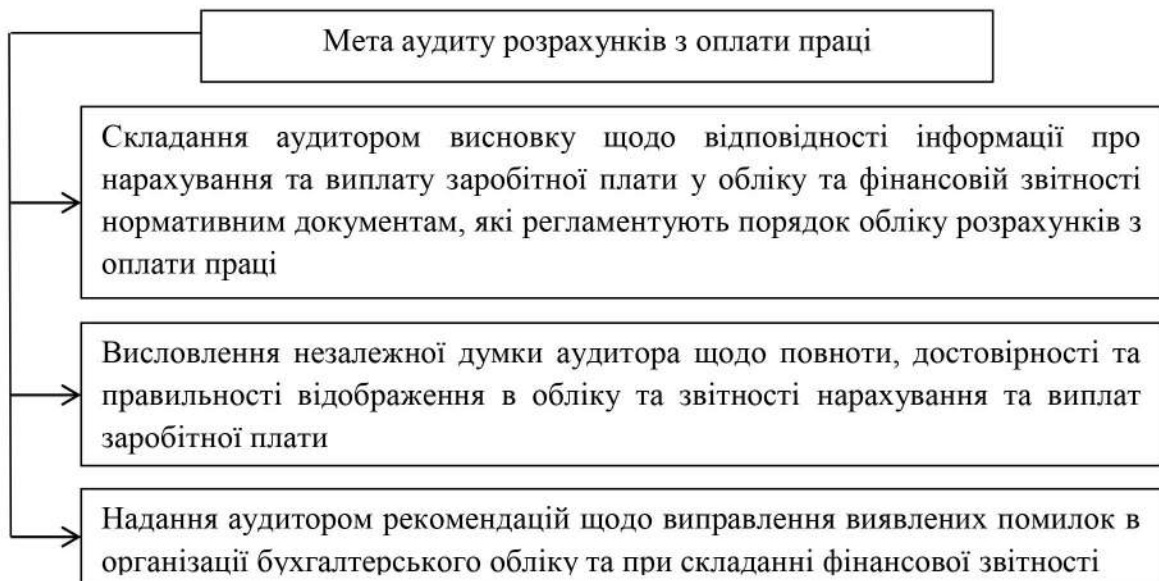 Мета аудиту розрахунків з оплати праці
Складання аудитором висновку щодо відповідності інформації про
нарахування та виплату заробітної плати у обліку та фінансовій звітності
нормативним документам, які регламентують порядок обліку розрахунків з
оплати праці
Висловлення незалежної думки аудитора щодо повноти, достовірності та
правильності відображення в обліку та звітності нарахування та виплат
заробітної плати
Надання аудитором рекомендацій щодо виправлення виявлених помилок в
організації бухгалтерського обліку та при складанні фінансової звітності